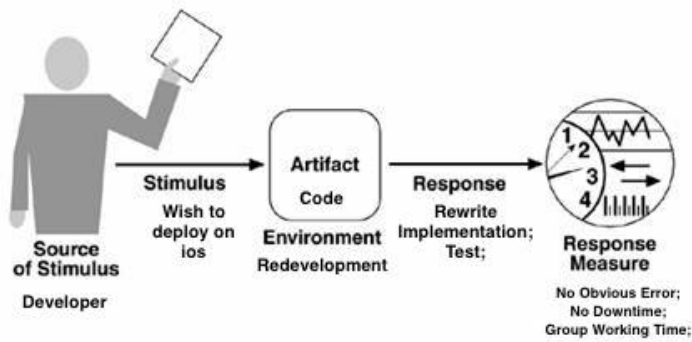 Source
of Stimulus
Developer
Stimulus
Wish to
deploy on
ios
Artifact
Code
Environment
Redevelopment
Response
Rewrite
Implementation;
Test;
1
2
3
4
Response
Measure
No Obvious Error;
No Downtime;
Group Working Time;